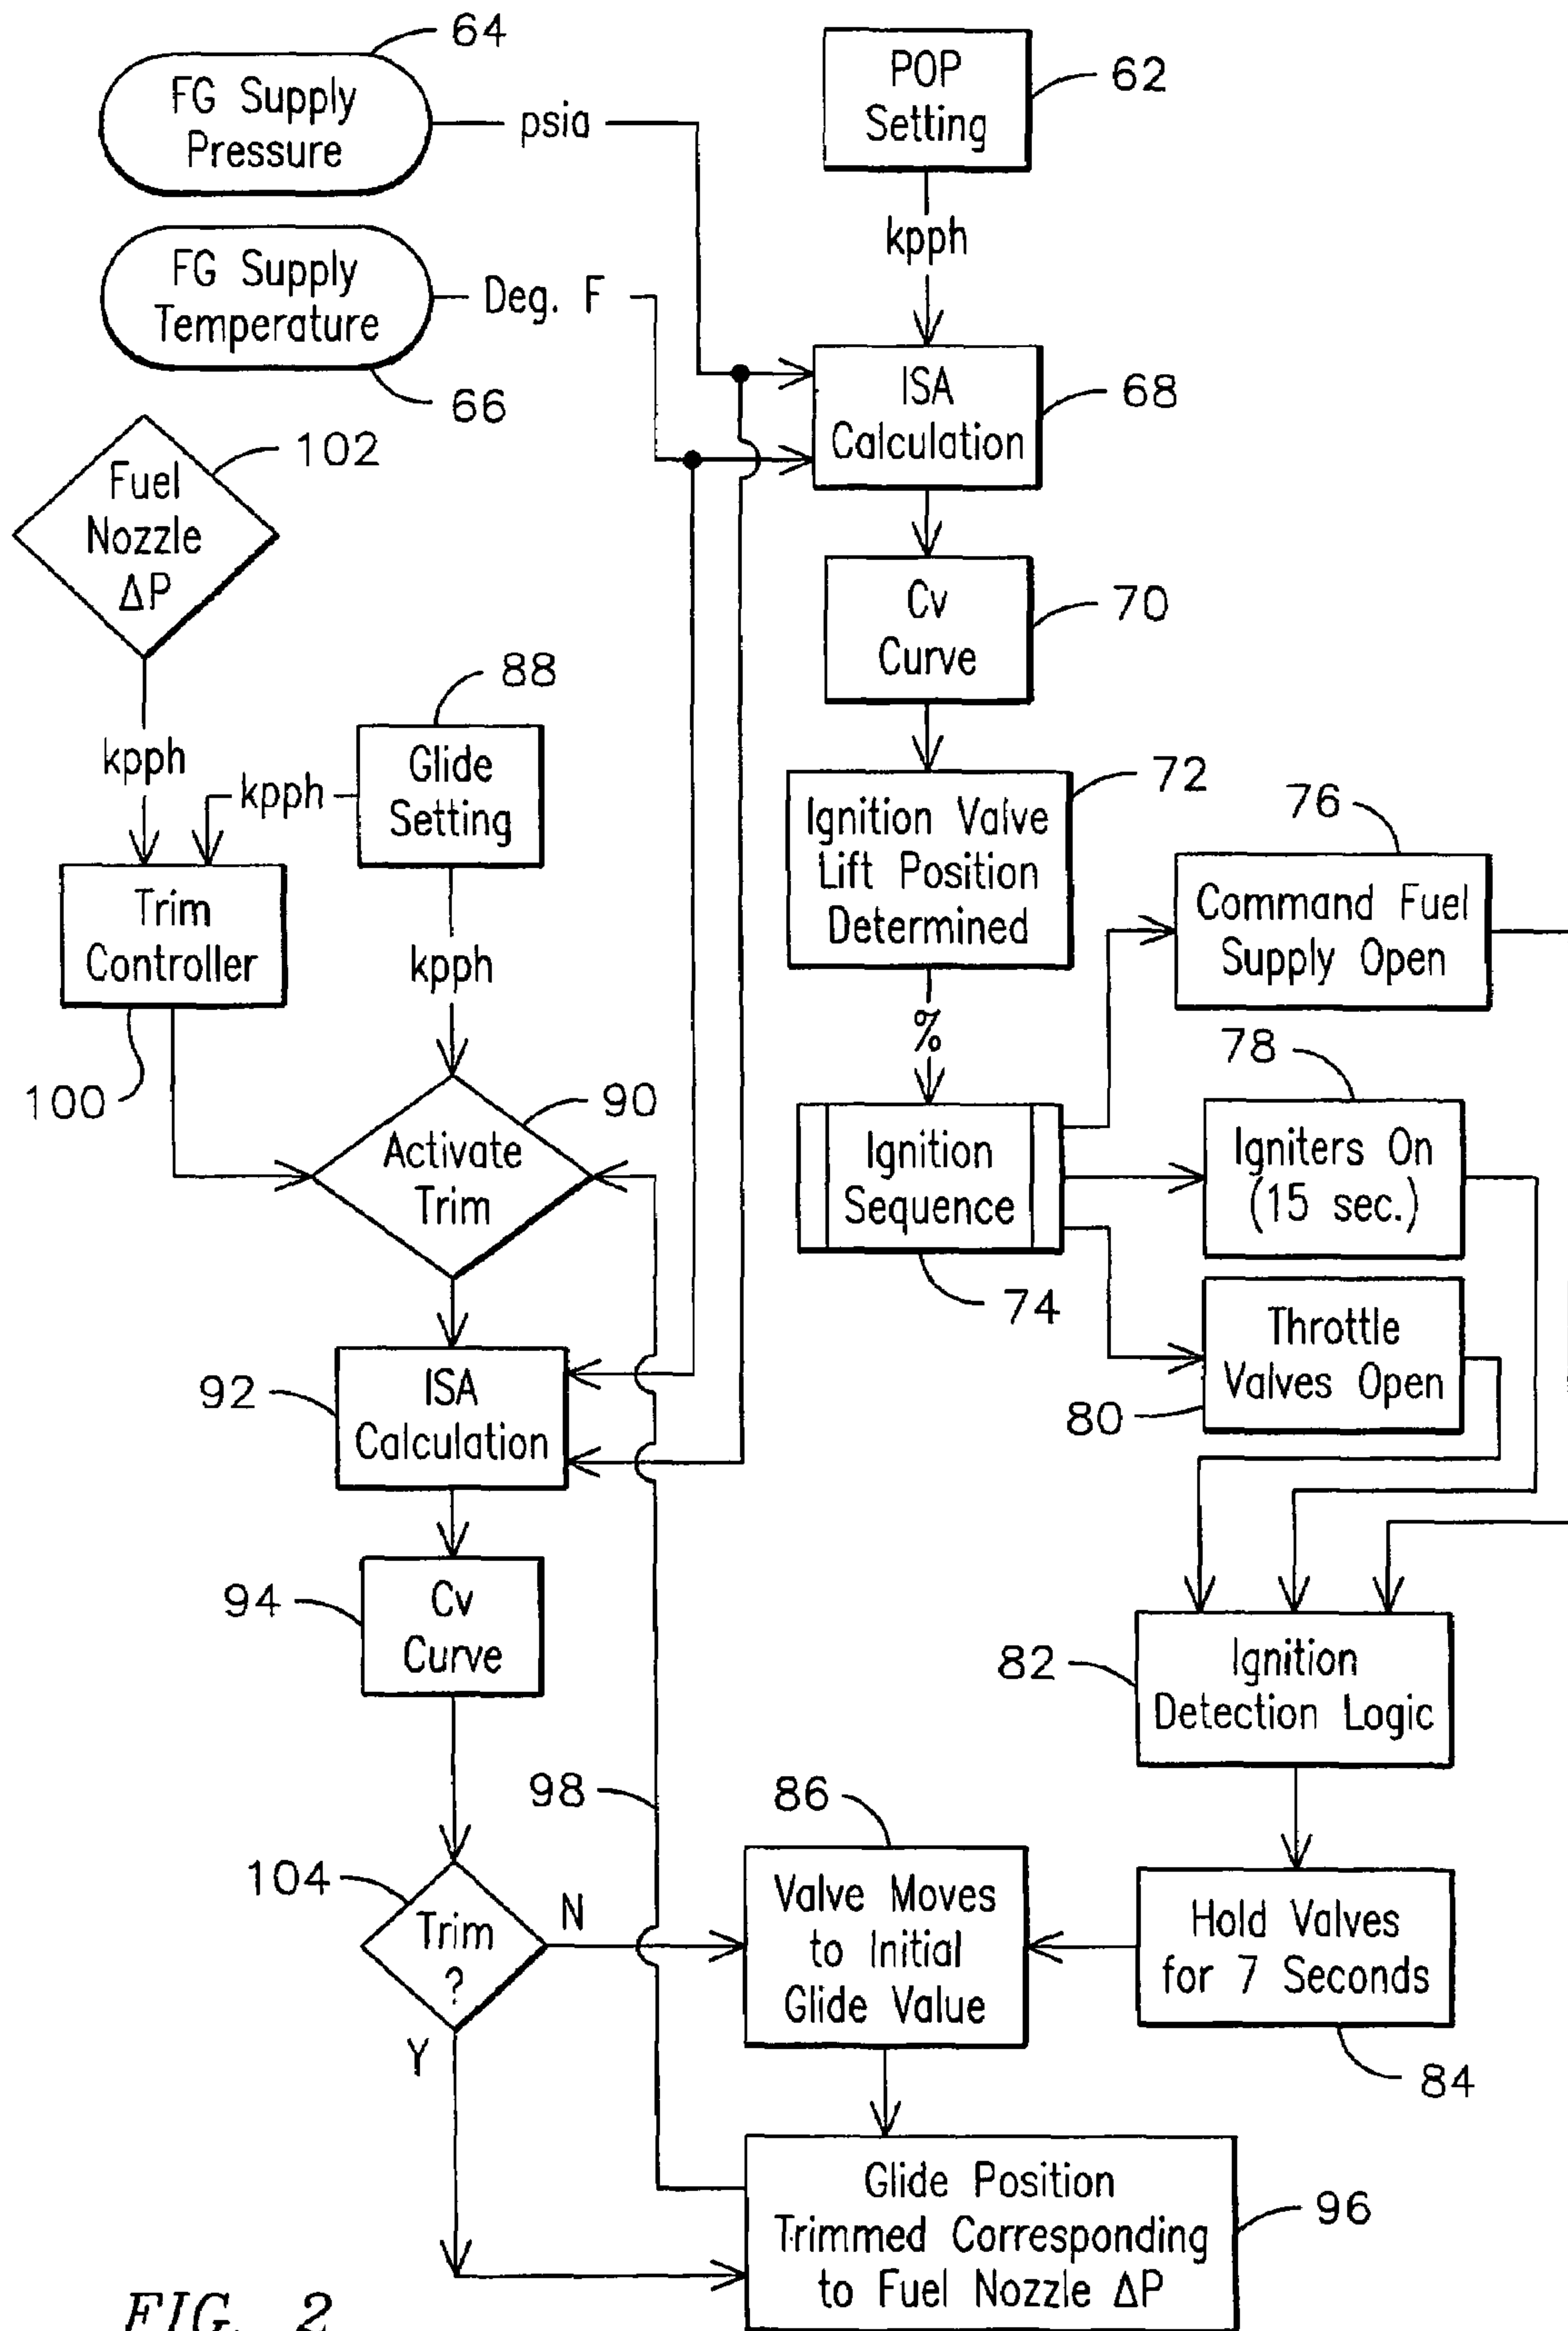 64
FG Supply
Pressure
psia
POP
Setting
62
kpph
FG Supply
Temperature
Deg. F
66
ISA
Calculation
68
102
Fuel
Nozzle
ΔP
Cv
Curve
70
88
kpph
kpph
Glide
Setting
72
Ignition Valve
Lift Position
Determined
76
Command Fuel
Supply Open
Trim
Controller
kpph
%
100
78
90
Activate
Trim
Ignition
Sequence
Igniters On
(15 sec.)
74
Throttle
Valves Open
80
92
ISA
Calculation
94
Cv
Curve
82
Ignition
Detection Logic
98
86
104
Trim
?
N
Y
Valve Moves
to Initial
Glide Value
Hold Valves
for 7 Seconds
84
Glide Position
Trimmed Corresponding
to Fuel Nozzle ΔP
96
FIG. 2